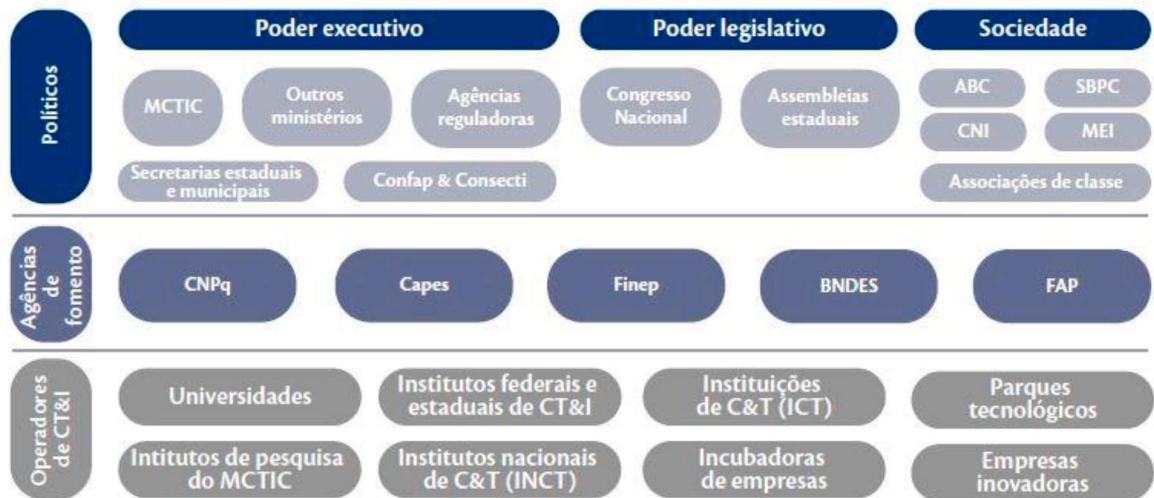 Políticos
Poder executivo
Poder legislativo
Sociedade
MCTIC
Outros
ministérios
Agências
reguladoras
Congresso
Nacional
Assembleias
estaduais
ABC
SBPC
CNI
MEI
Secretarias estaduais
e municipais
Confap & Consecti
Associações de classe
Agências
de
fomento
CNPq
Capes
Finep
BNDES
FAP
Operadores
de CT&I
Universidades
Institutos federais e
estaduais de CT&I
Instituições
de C&T (ICT)
Parques
tecnológicos
Intitutos de pesquisa
do MCTIC
Institutos nacionais
de C&T (INCT)
Incubadoras
de empresas
Empresas
inovadoras